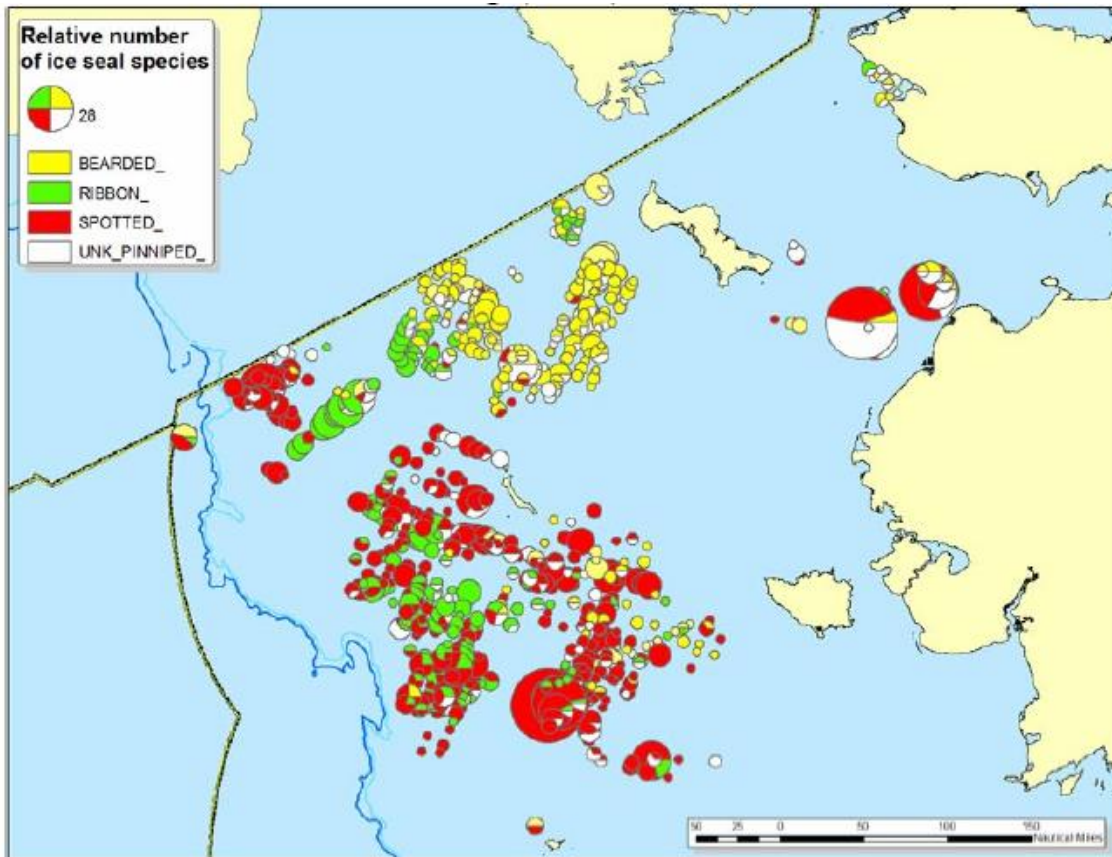 Relative number
of ice seal species
28
BEARDED_
RIBBON_
SPOTTED_
UNK_PINNIPED_
50 25 0 50 100 150
Nautical Miles